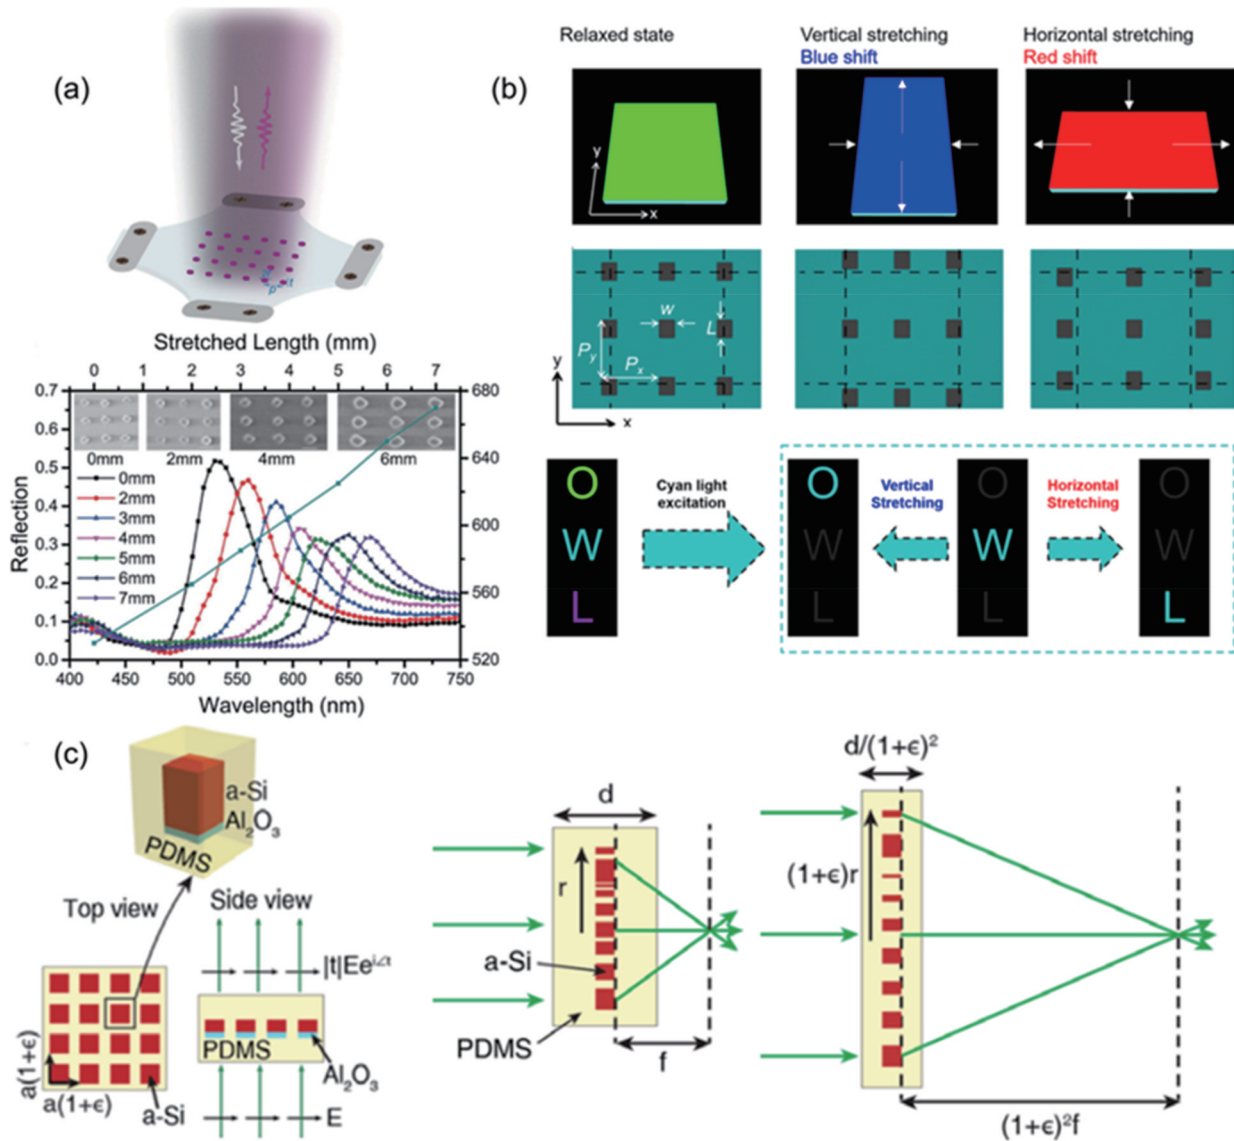 (a)
Stretched Length (mm)
0 1 2 3 4 5 6 7
0.7
0.6
0.5
0.4
0.3
0.2
0.1
0.0
Reflection
0mm
2mm
4mm
6mm
0mm
2mm
3mm
4mm
5mm
6mm
7mm
680
640
600
560
520
400 450 500 550 600 650 700 750
Wavelength (nm)
(b)
Relaxed state
Vertical stretching
Blue shift
Horizontal stretching
Red shift
y
x
w
L
P_y
P_x
y
x
O
W
L
Cyan light
excitation
O
W
L
Vertical
Stretching
O
W
L
Horizontal
Stretching
O
W
L
(c)
a-Si
Al₂O₃
PDMS
Top view
Side view
|t|Ee^{i∠t}
PDMS
Al₂O₃
E
a(1+ϵ)
a(1+ϵ)
a-Si
d
r
a-Si
PDMS
f
d/(1+ϵ)²
(1+ϵ)r
(1+ϵ)²f